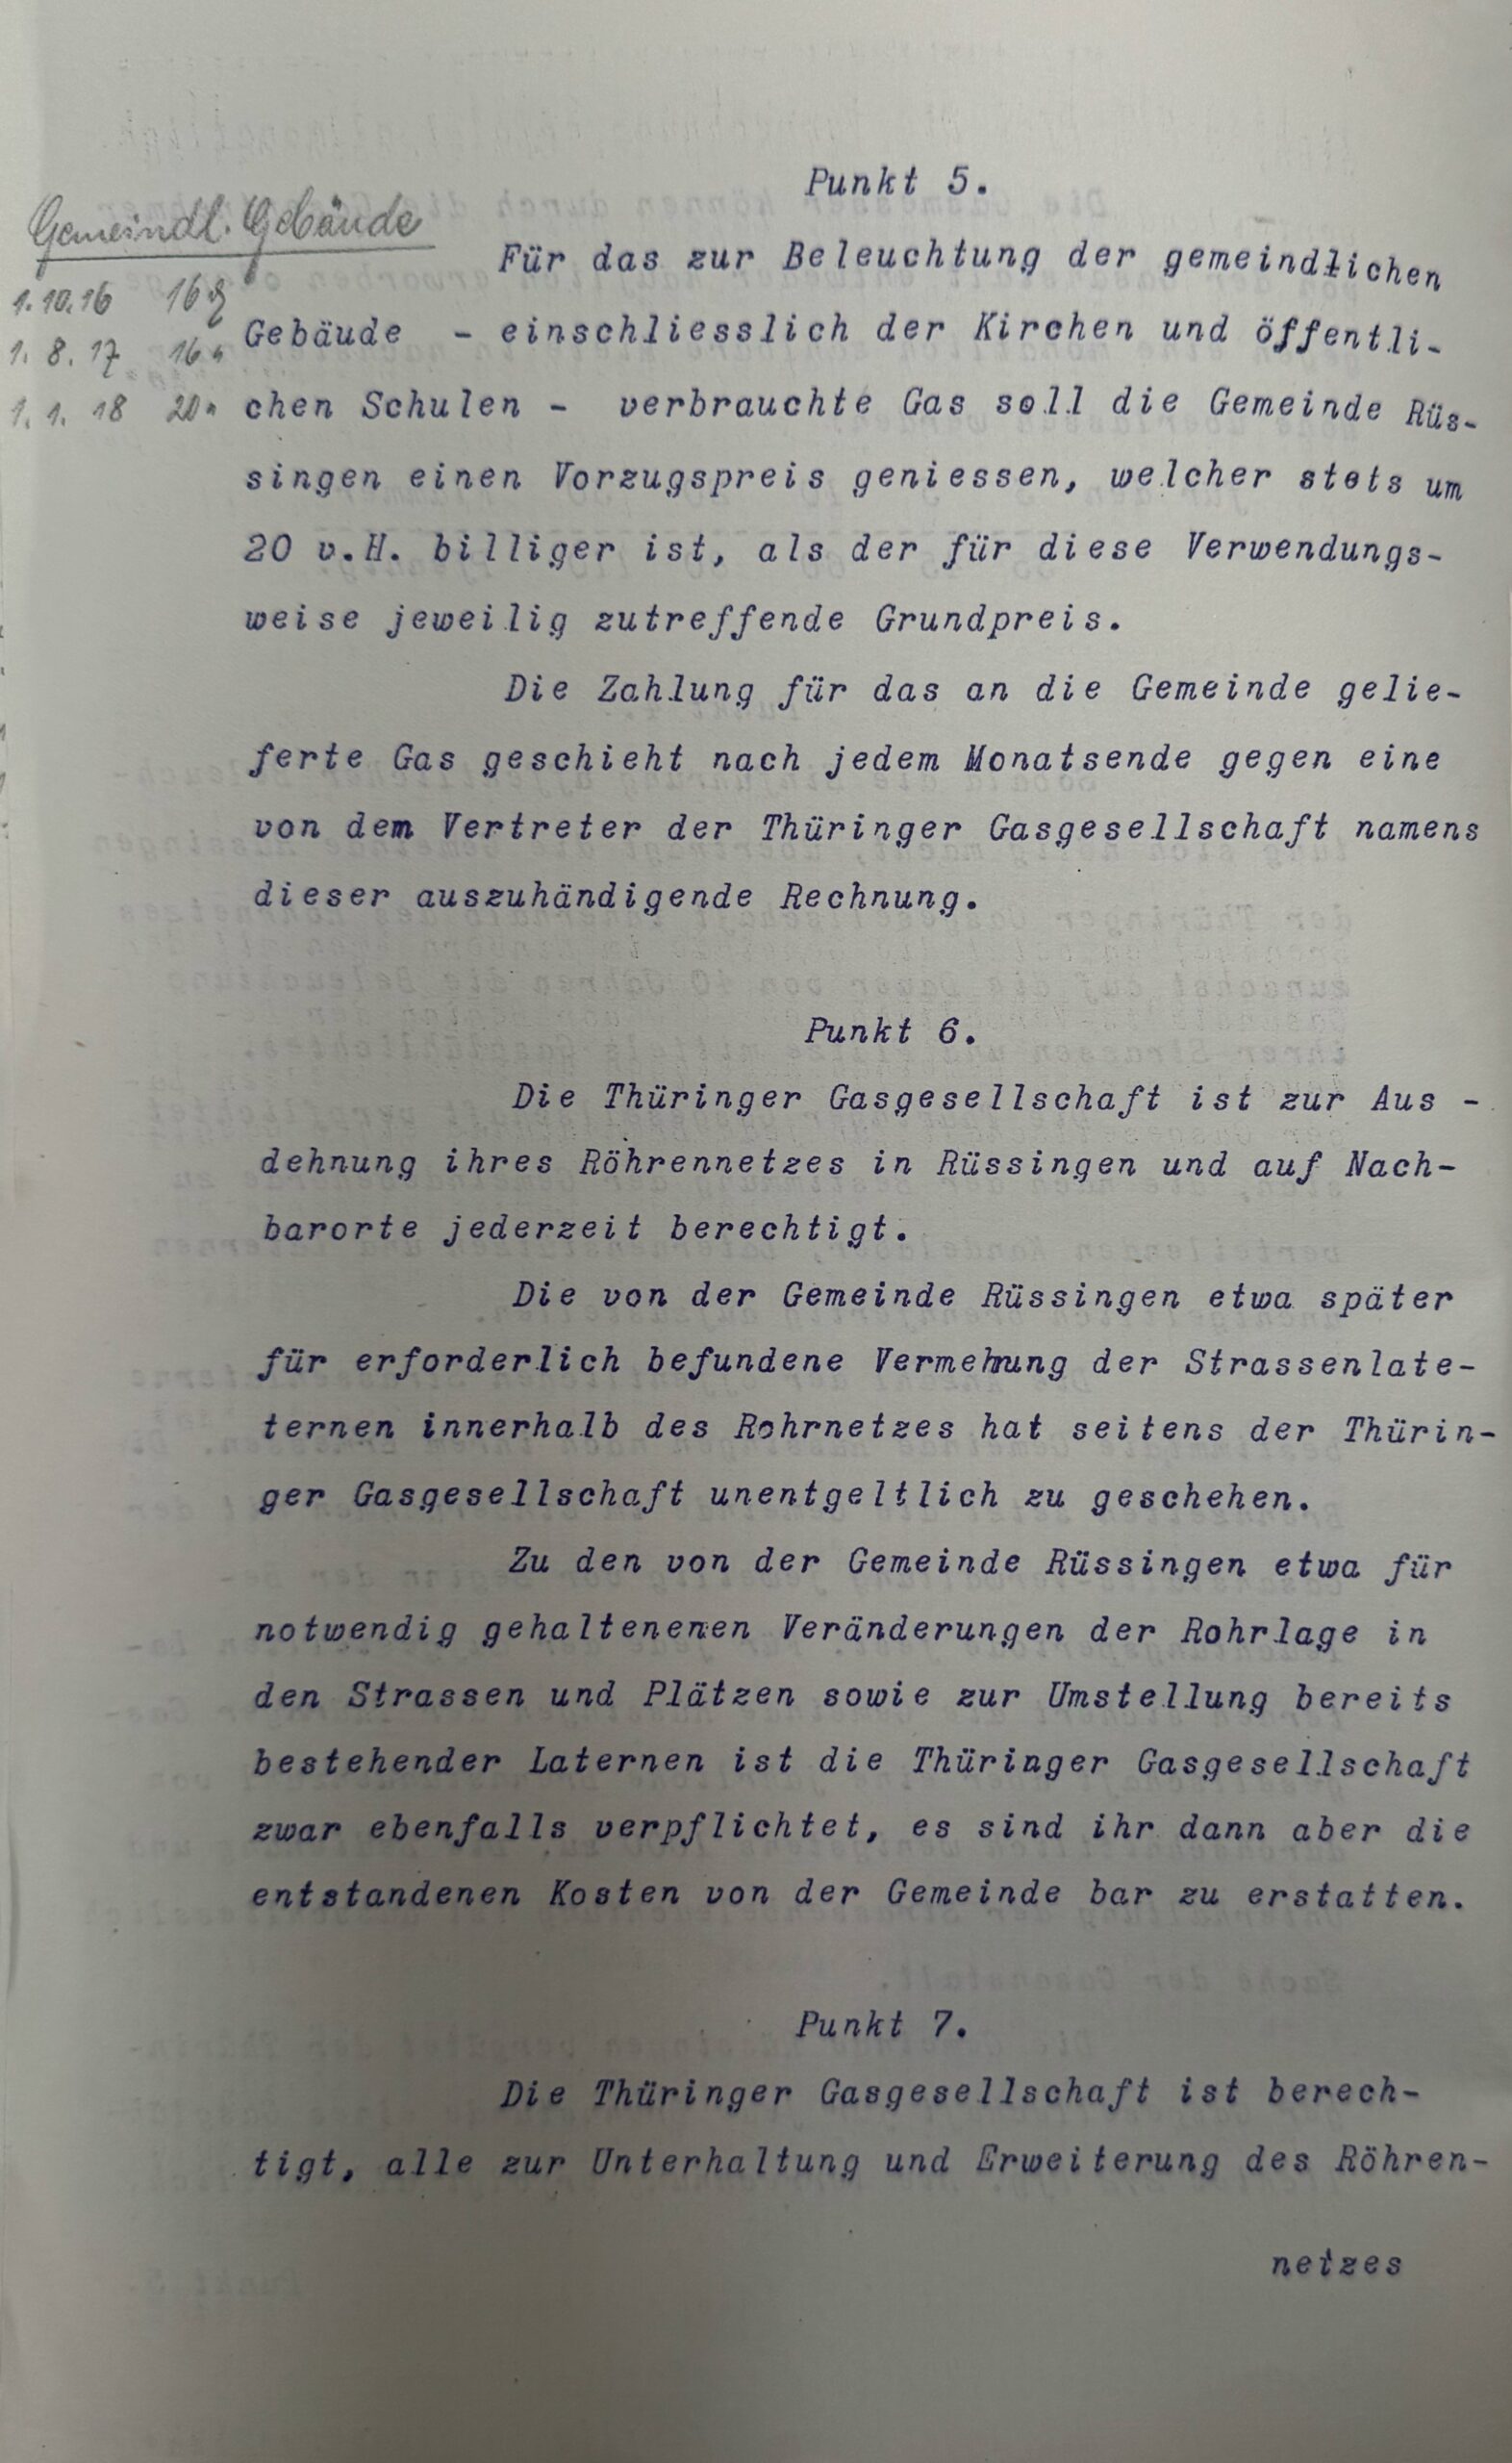 Punkt 5.
Gemeindl. Gebäude
1.10.16 16 ₰
1. 8. 17 16 "
1. 1. 18 20 "
Für das zur Beleuchtung der gemeindlichen
Gebäude - einschliesslich der Kirchen und öffentli-
chen Schulen - verbrauchte Gas soll die Gemeinde Rüs-
singen einen Vorzugspreis geniessen, welcher stets um
20 v.H. billiger ist, als der für diese Verwendungs-
weise jeweilig zutreffende Grundpreis.
Die Zahlung für das an die Gemeinde gelie-
ferte Gas geschieht nach jedem Monatsende gegen eine
von dem Vertreter der Thüringer Gasgesellschaft namens
dieser auszuhändigende Rechnung.
Punkt 6.
Die Thüringer Gasgesellschaft ist zur Aus -
dehnung ihres Röhrennetzes in Rüssingen und auf Nach-
barorte jederzeit berechtigt.
Die von der Gemeinde Rüssingen etwa später
für erforderlich befundene Vermehrung der Strassenlate-
ternen innerhalb des Rohrnetzes hat seitens der Thürin-
ger Gasgesellschaft unentgeltlich zu geschehen.
Zu den von der Gemeinde Rüssingen etwa für
notwendig gehaltenenen Veränderungen der Rohrlage in
den Strassen und Plätzen sowie zur Umstellung bereits
bestehender Laternen ist die Thüringer Gasgesellschaft
zwar ebenfalls verpflichtet, es sind ihr dann aber die
entstandenen Kosten von der Gemeinde bar zu erstatten.
Punkt 7.
Die Thüringer Gasgesellschaft ist berech-
tigt, alle zur Unterhaltung und Erweiterung des Röhren-
netzes